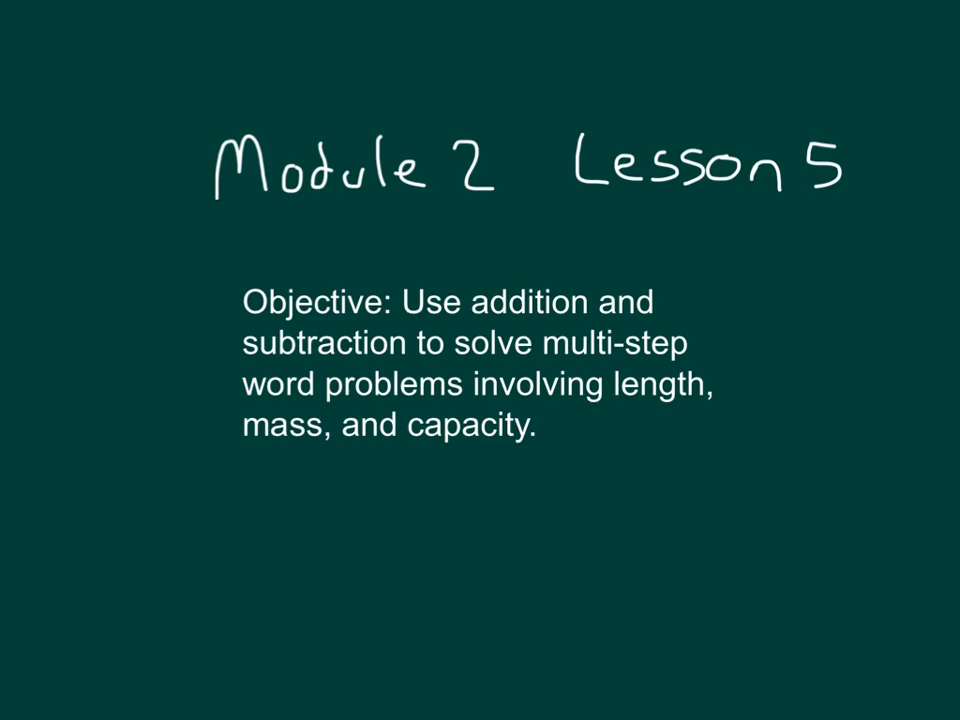 Module 2 Lesson 5
Objective: Use addition and
subtraction to solve multi-step
word problems involving length,
mass, and capacity.